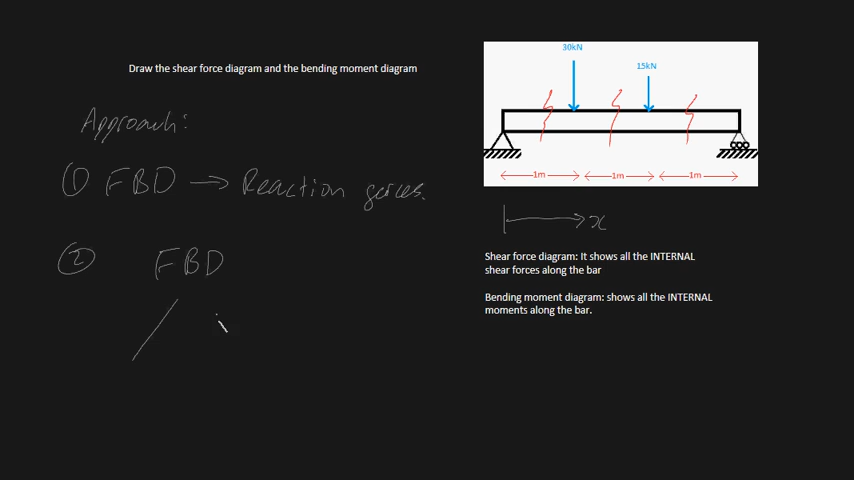 Draw the shear force diagram and the bending moment diagram
Approach:
① FBD → Reaction forces.
② FBD
30kN
15kN
1m
1m
1m
x
Shear force diagram: It shows all the INTERNAL
shear forces along the bar
Bending moment diagram: shows all the INTERNAL
moments along the bar.